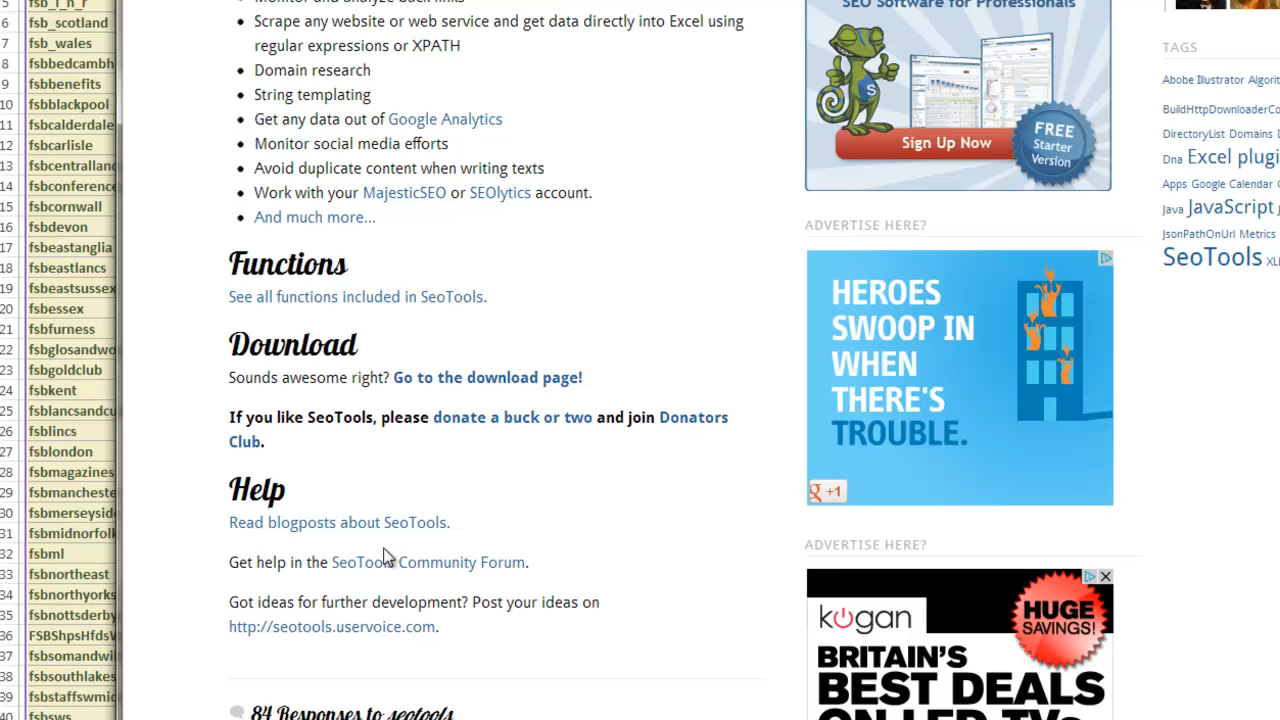 5 fsb_i_n_r
6 fsb_scotland
7 fsb_wales
8 fsbbedcambh
9 fsbbenefits
10 fsbblackpool
11 fsbcalderdale
12 fsbcarlisle
13 fsbcentrallanc
14 fsbconference
15 fsbcornwall
16 fsbdevon
17 fsbeastanglia
18 fsbeastlancs
19 fsbeastsussex
20 fsbessex
21 fsbfurness
22 fsbglosandwo
23 fsbgoldclub
24 fsbkent
25 fsblancsandcu
26 fsblincs
27 fsblondon
28 fsbmagazines
29 fsbmancheste
30 fsbmerseyside
31 fsbmidnorfolk
32 fsbml
33 fsbnortheast
34 fsbnorthyorks
35 fsbnottsderby
36 FSBShpsHfdsW
37 fsbsomandwil
38 fsbsouthlakes
39 fsbstaffswmid
40 fsbsws
Monitor and analyze back links
Scrape any website or web service and get data directly into Excel using
regular expressions or XPATH
Domain research
String templating
Get any data out of Google Analytics
Monitor social media efforts
Avoid duplicate content when writing texts
Work with your MajesticSEO or SEOlytics account.
And much more...
Functions
See all functions included in SeoTools.
Download
Sounds awesome right? Go to the download page!
If you like SeoTools, please donate a buck or two and join Donators
Club.
Help
Read blogposts about SeoTools.
Get help in the SeoTools Community Forum.
Got ideas for further development? Post your ideas on
http://seotools.uservoice.com.
84 Responses to seotools
SEO Software for Professionals
S
Sign Up Now
FREE
Starter
Version
ADVERTISE HERE?
HEROES
SWOOP IN
WHEN
THERE'S
TROUBLE.
g +1
ADVERTISE HERE?
kogan
HUGE
SAVINGS!
BRITAIN'S
BEST DEALS
ON LED TVs
TAGS
Abobe Illustrator Algorit
BuildHttpDownloaderCo
DirectoryList Domains
Dna Excel plugi
Apps Google Calendar
Java JavaScript
JsonPathOnUrl Metrics
SeoTools XL